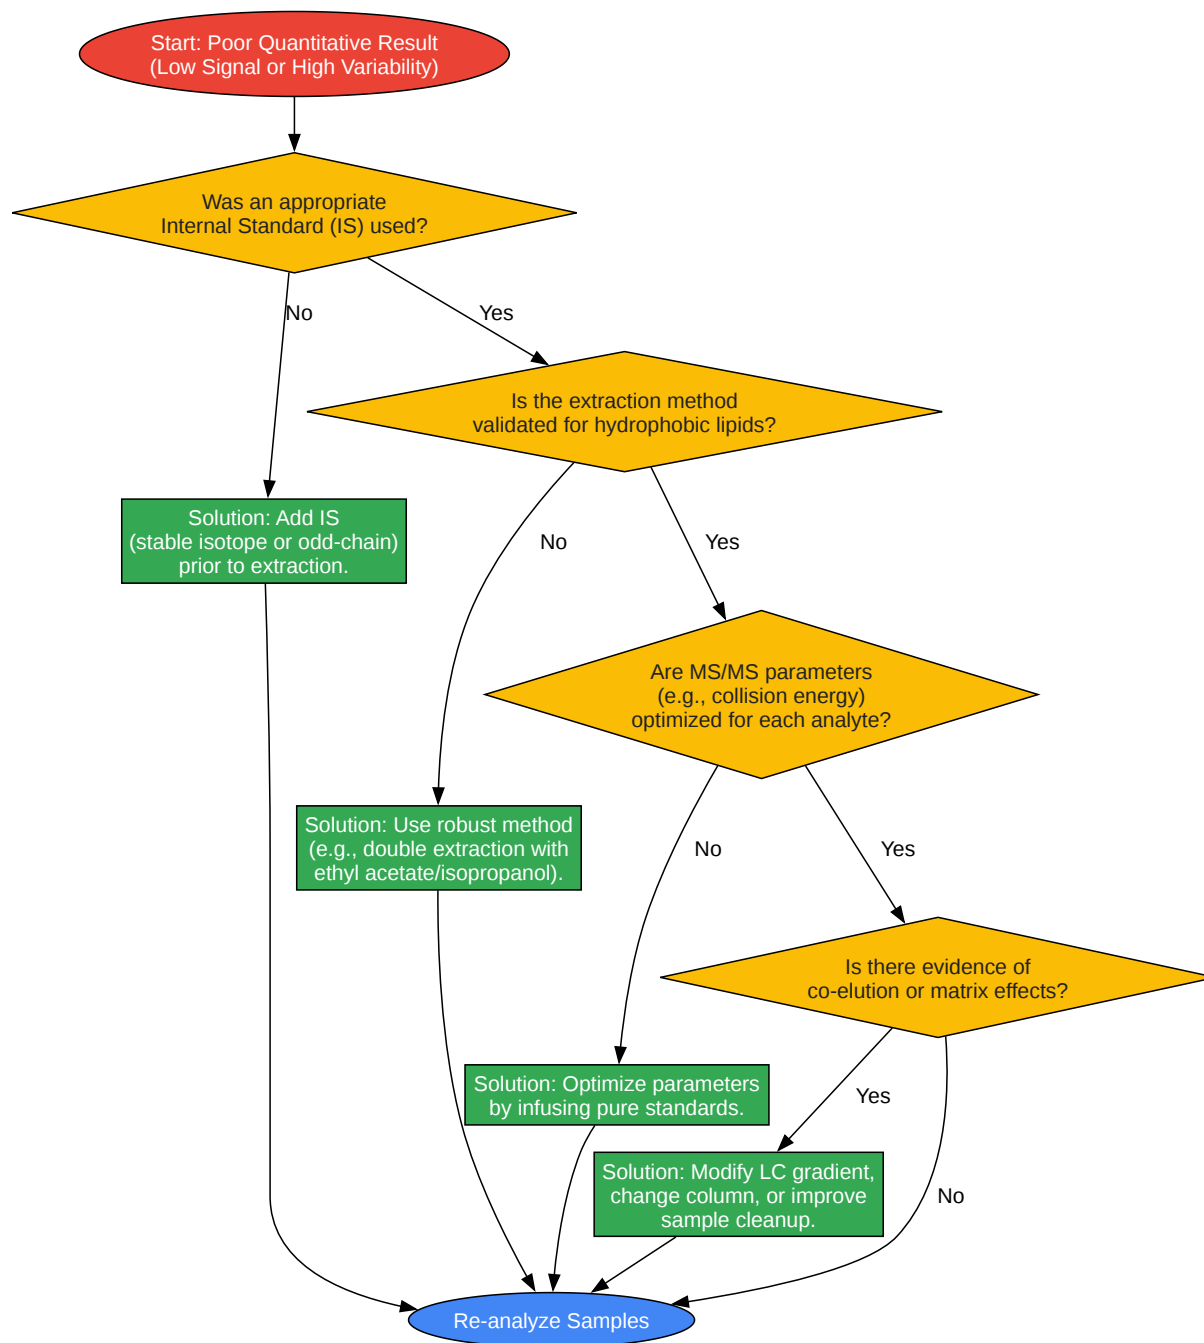 Start: Poor Quantitative Result
(Low Signal or High Variability)
Was an appropriate
Internal Standard (IS) used?
No
Yes
Is the extraction method
validated for hydrophobic lipids?
Solution: Add IS
(stable isotope or odd-chain)
prior to extraction.
No
Yes
Are MS/MS parameters
(e.g., collision energy)
optimized for each analyte?
Solution: Use robust method
(e.g., double extraction with
ethyl acetate/isopropanol).
No
Yes
Is there evidence of
co-elution or matrix effects?
Solution: Optimize parameters
by infusing pure standards.
Yes
Solution: Modify LC gradient,
change column, or improve
sample cleanup.
No
Re-analyze Samples